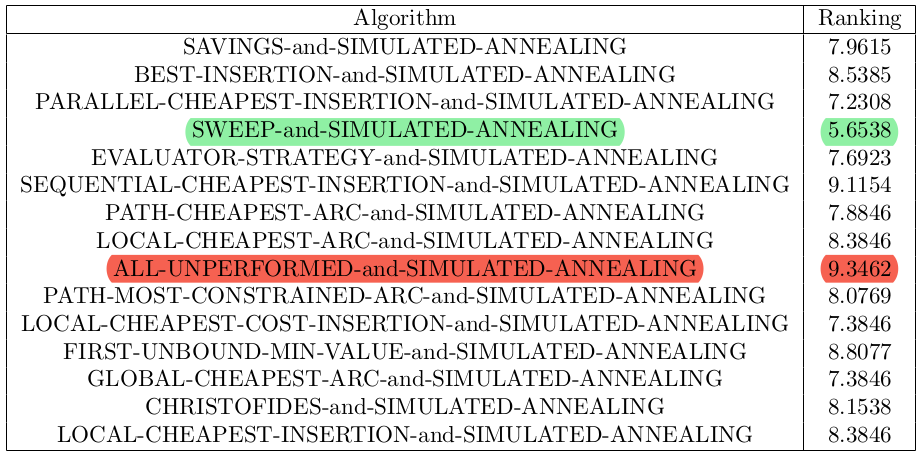 Algorithm Ranking
SAVINGS-and-SIMULATED-ANNEALING 7.9615
BEST-INSERTION-and-SIMULATED-ANNEALING 8.5385
PARALLEL-CHEAPEST-INSERTION-and-SIMULATED-ANNEALING 7.2308
SWEEP-and-SIMULATED-ANNEALING 5.6538
EVALUATOR-STRATEGY-and-SIMULATED-ANNEALING 7.6923
SEQUENTIAL-CHEAPEST-INSERTION-and-SIMULATED-ANNEALING 9.1154
PATH-CHEAPEST-ARC-and-SIMULATED-ANNEALING 7.8846
LOCAL-CHEAPEST-ARC-and-SIMULATED-ANNEALING 8.3846
ALL-UNPERFORMED-and-SIMULATED-ANNEALING 9.3462
PATH-MOST-CONSTRAINED-ARC-and-SIMULATED-ANNEALING 8.0769
LOCAL-CHEAPEST-COST-INSERTION-and-SIMULATED-ANNEALING 7.3846
FIRST-UNBOUND-MIN-VALUE-and-SIMULATED-ANNEALING 8.8077
GLOBAL-CHEAPEST-ARC-and-SIMULATED-ANNEALING 7.3846
CHRISTOFIDES-and-SIMULATED-ANNEALING 8.1538
LOCAL-CHEAPEST-INSERTION-and-SIMULATED-ANNEALING 8.3846